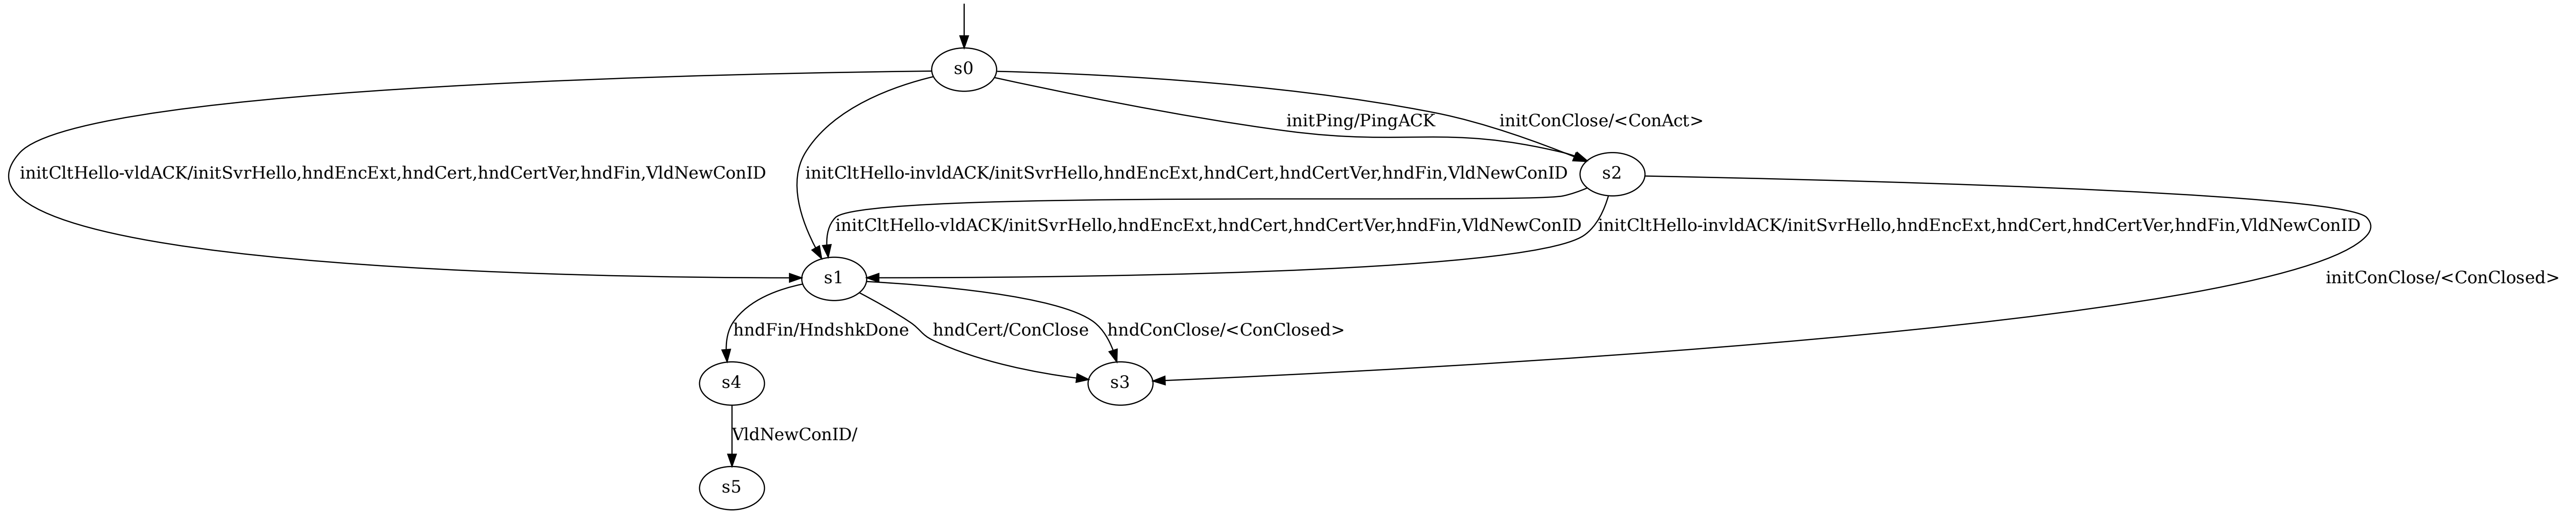 s0
initPing/PingACK
initConClose/<ConAct>
initCltHello-vldACK/initSvrHello,hndEncExt,hndCert,hndCertVer,hndFin,VldNewConID
initCltHello-invldACK/initSvrHello,hndEncExt,hndCert,hndCertVer,hndFin,VldNewConID
s2
initCltHello-vldACK/initSvrHello,hndEncExt,hndCert,hndCertVer,hndFin,VldNewConID
initCltHello-invldACK/initSvrHello,hndEncExt,hndCert,hndCertVer,hndFin,VldNewConID
s1
initConClose/<ConClosed>
hndFin/HndshkDone
hndCert/ConClose
hndConClose/<ConClosed>
s4
s3
VldNewConID/
s5